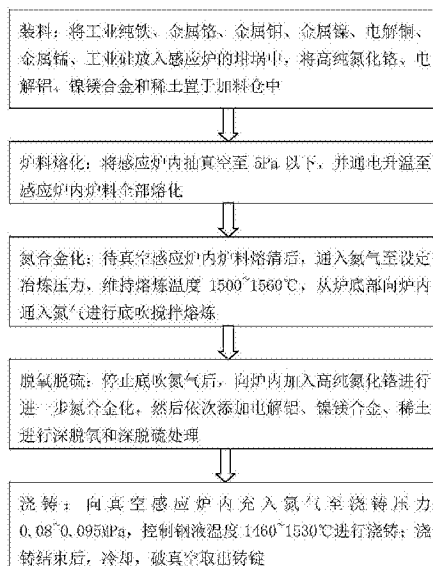 装料：将工业纯铁、金属铬、金属钼、金属镍、电解铜、
金属锰、工业硅放入感应炉的坩埚中，将高纯氮化铬、电
解铝、镍镁合金和稀土置于加料仓中
炉料熔化：将感应炉内抽真空至 5Pa 以下，并通电升温至
感应炉内炉料全部熔化
氮合金化：待真空感应炉内炉料熔清后，通入氮气至设定
冶炼压力、维持熔炼温度 1500~1560℃，从炉底部向炉内
通入氮气进行底吹搅拌熔炼
脱氧脱硫：停止底吹氮气后，向炉内加入高纯氮化铬进行
进一步氮合金化，然后依次添加电解铝、镍镁合金、稀土
进行深脱氧和深脱硫处理
浇铸：向真空感应炉内充入氮气至浇铸压力
0.08~0.095MPa，控制钢液温度 1460~1530℃进行浇铸；浇
铸结束后，冷却，破真空取出铸锭